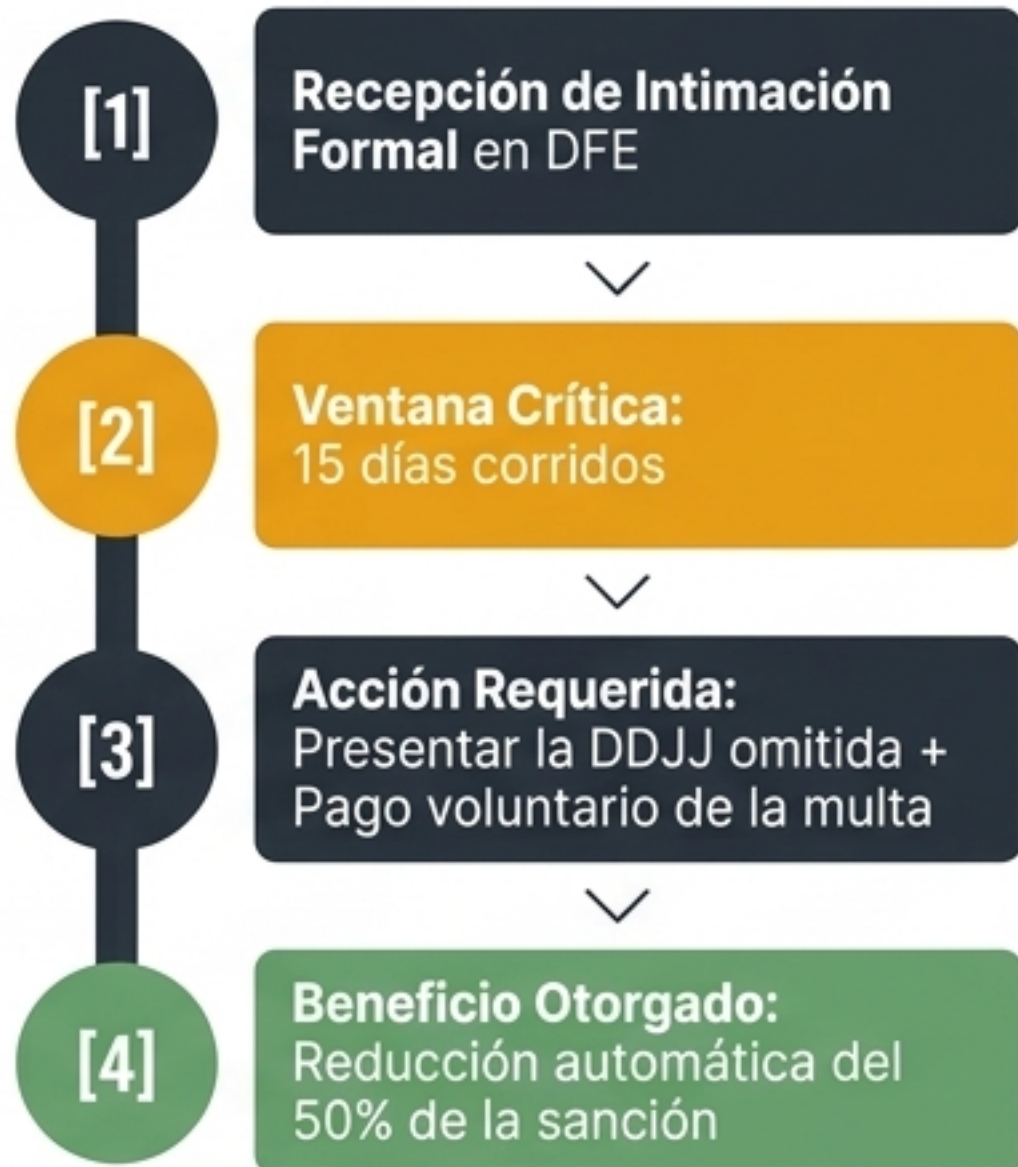 [1]
Recepción de Intimación
Formal en DFE
[2]
Ventana Crítica:
15 días corridos
[3]
Acción Requerida:
Presentar la DDJJ omitida +
Pago voluntario de la multa
[4]
Beneficio Otorgado:
Reducción automática del
50% de la sanción